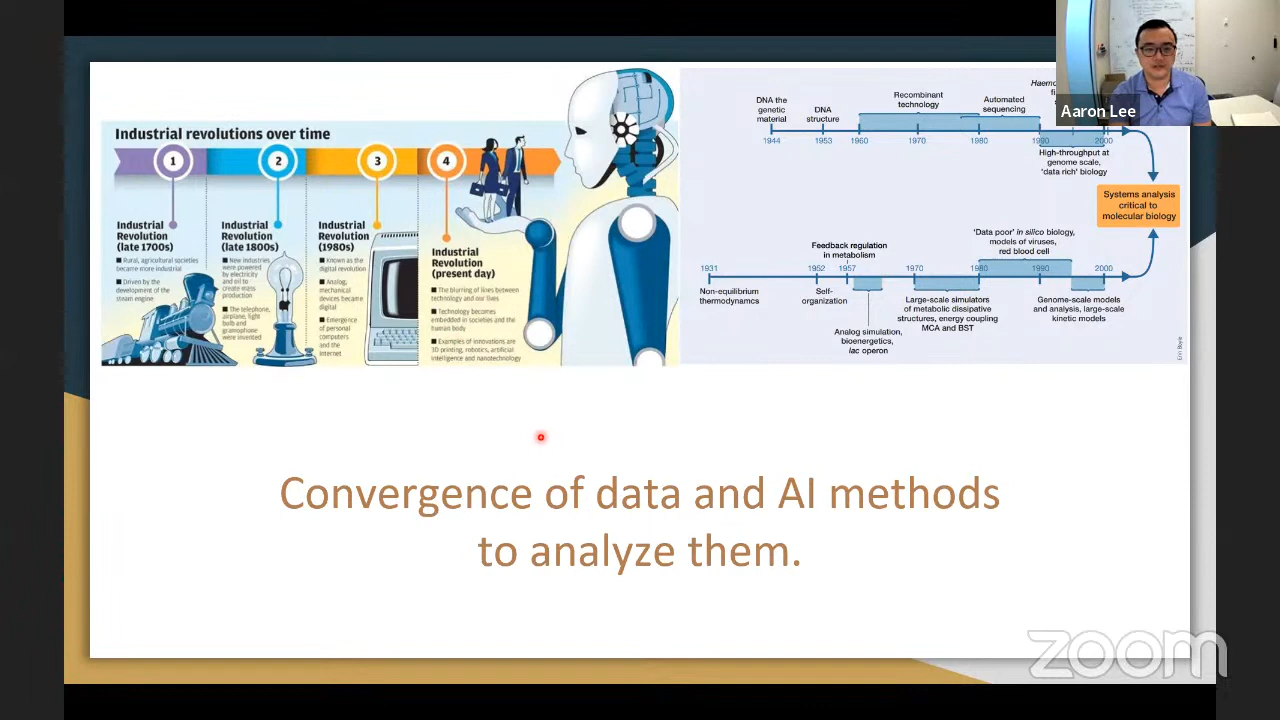 Aaron Lee
Industrial revolutions over time
1
2
3
4
Industrial
Revolution
(late 1700s)
■ Rural, agricultural societies
became more industrial
■ Driven by the
development of the
steam engine
Industrial
Revolution
(late 1800s)
■ New industries
were powered
by electricity
and oil to
create mass
production
■ The telephone,
airplane, light
bulb and
gramophone
were invented
Industrial
Revolution
(1980s)
■ Known as the
digital revolution
■ Analog,
mechanical
devices became
digital
■ Emergence
of personal
computers
and the
internet
Industrial
Revolution
(present day)
■ The blurring of lines between
technology and our lives
■ Technology becomes
embedded in societies and the
human body
■ Examples of innovations are
3D printing, robotics, artificial
intelligence and nanotechnology
DNA the
genetic
material
DNA
structure
Recombinant
technology
Automated
sequencing
1944
1953
1960
1970
1980
1990
2000
High-throughput at
genome scale,
'data rich' biology
Systems analysis
critical to
molecular biology
'Data poor' in silico biology,
models of viruses,
red blood cell
Feedback regulation
in metabolism
1931
1952
1957
1970
1980
1990
2000
Non-equilibrium
thermodynamics
Self-
organization
Analog simulation,
bioenergetics,
lac operon
Large-scale simulators
of metabolic dissipative
structures, energy coupling
MCA and BST
Genome-scale models
and analysis, large-scale
kinetic models
Erin Boyle
Convergence of data and AI methods
to analyze them.
zoom